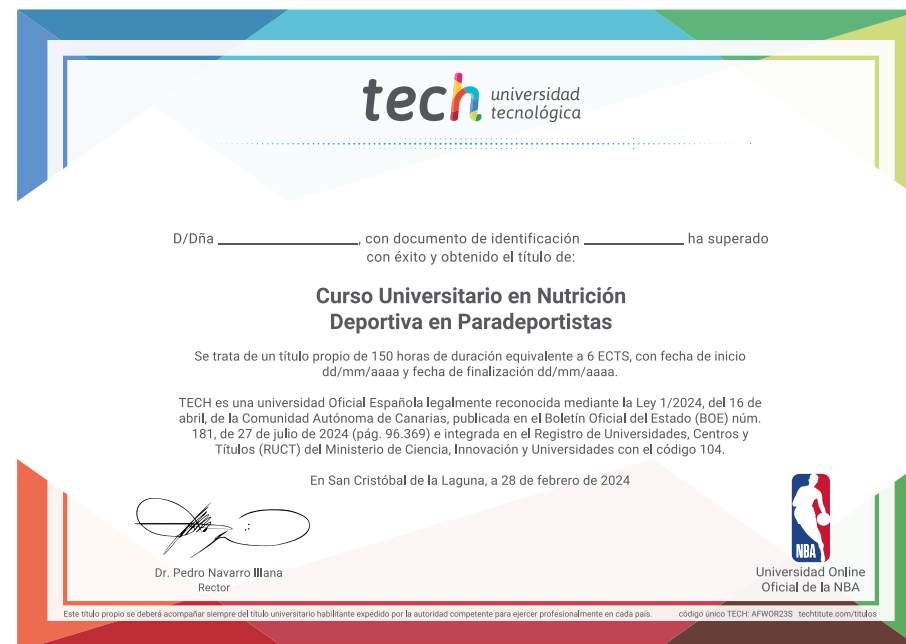 tech universidad
tecnológica
D/Dña ______________, con documento de identificación __________ ha superado
con éxito y obtenido el título de:
Curso Universitario en Nutrición
Deportiva en Paradeportistas
Se trata de un título propio de 150 horas de duración equivalente a 6 ECTS, con fecha de inicio
dd/mm/aaaa y fecha de finalización dd/mm/aaaa.
TECH es una universidad Oficial Española legalmente reconocida mediante la Ley 1/2024, del 16 de
abril, de la Comunidad Autónoma de Canarias, publicada en el Boletín Oficial del Estado (BOE) núm.
181, de 27 de julio de 2024 (pág. 96.369) e integrada en el Registro de Universidades, Centros y
Títulos (RUCT) del Ministerio de Ciencia, Innovación y Universidades con el código 104.
En San Cristóbal de la Laguna, a 28 de febrero de 2024
NBA
Dr. Pedro Navarro Illana
Rector
Universidad Online
Oficial de la NBA
Este título propio se deberá acompañar siempre del título universitario habilitante expedido por la autoridad competente para ejercer profesionalmente en cada país. código único TECH: AFWOR23S techtitute.com/titulos